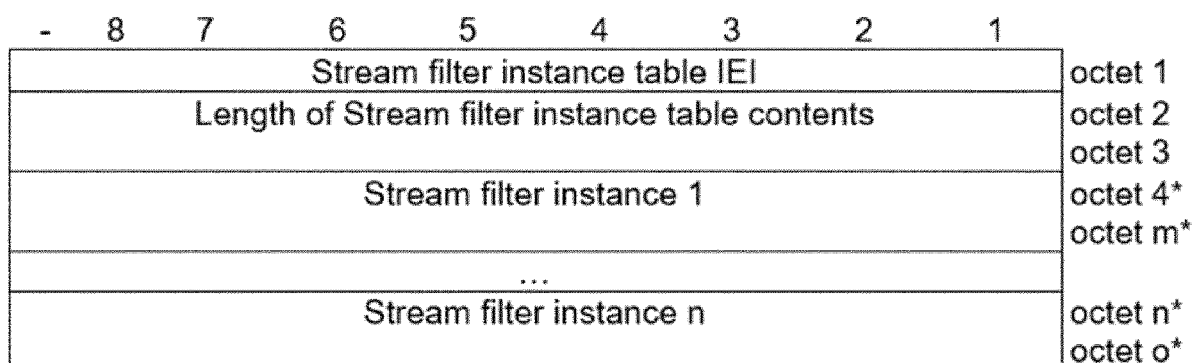 - 8 7 6 5 4 3 2 1
Stream filter instance table IEI octet 1
Length of Stream filter instance table contents octet 2
octet 3
Stream filter instance 1 octet 4*
octet m*
...
Stream filter instance n octet n*
octet o*